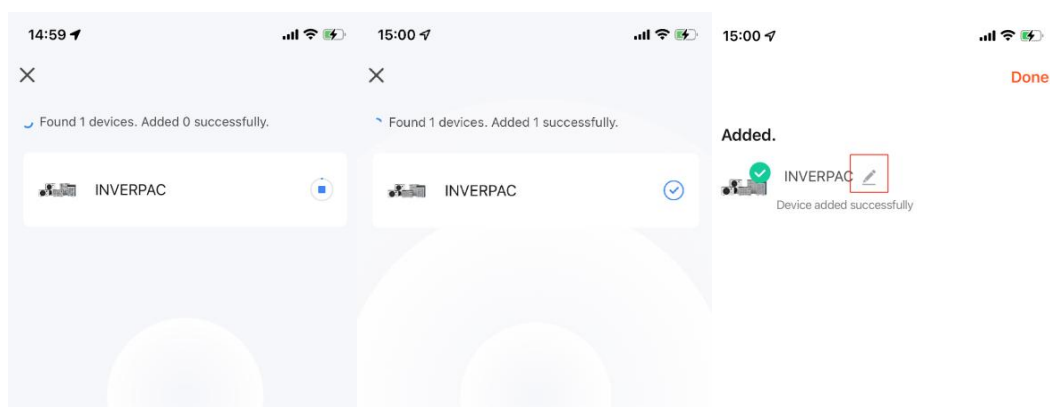 14:59
Found 1 devices. Added 0 successfully.
INVERPAC
15:00
Found 1 devices. Added 1 successfully.
INVERPAC
15:00
Done
Added.
INVERPAC
Device added successfully